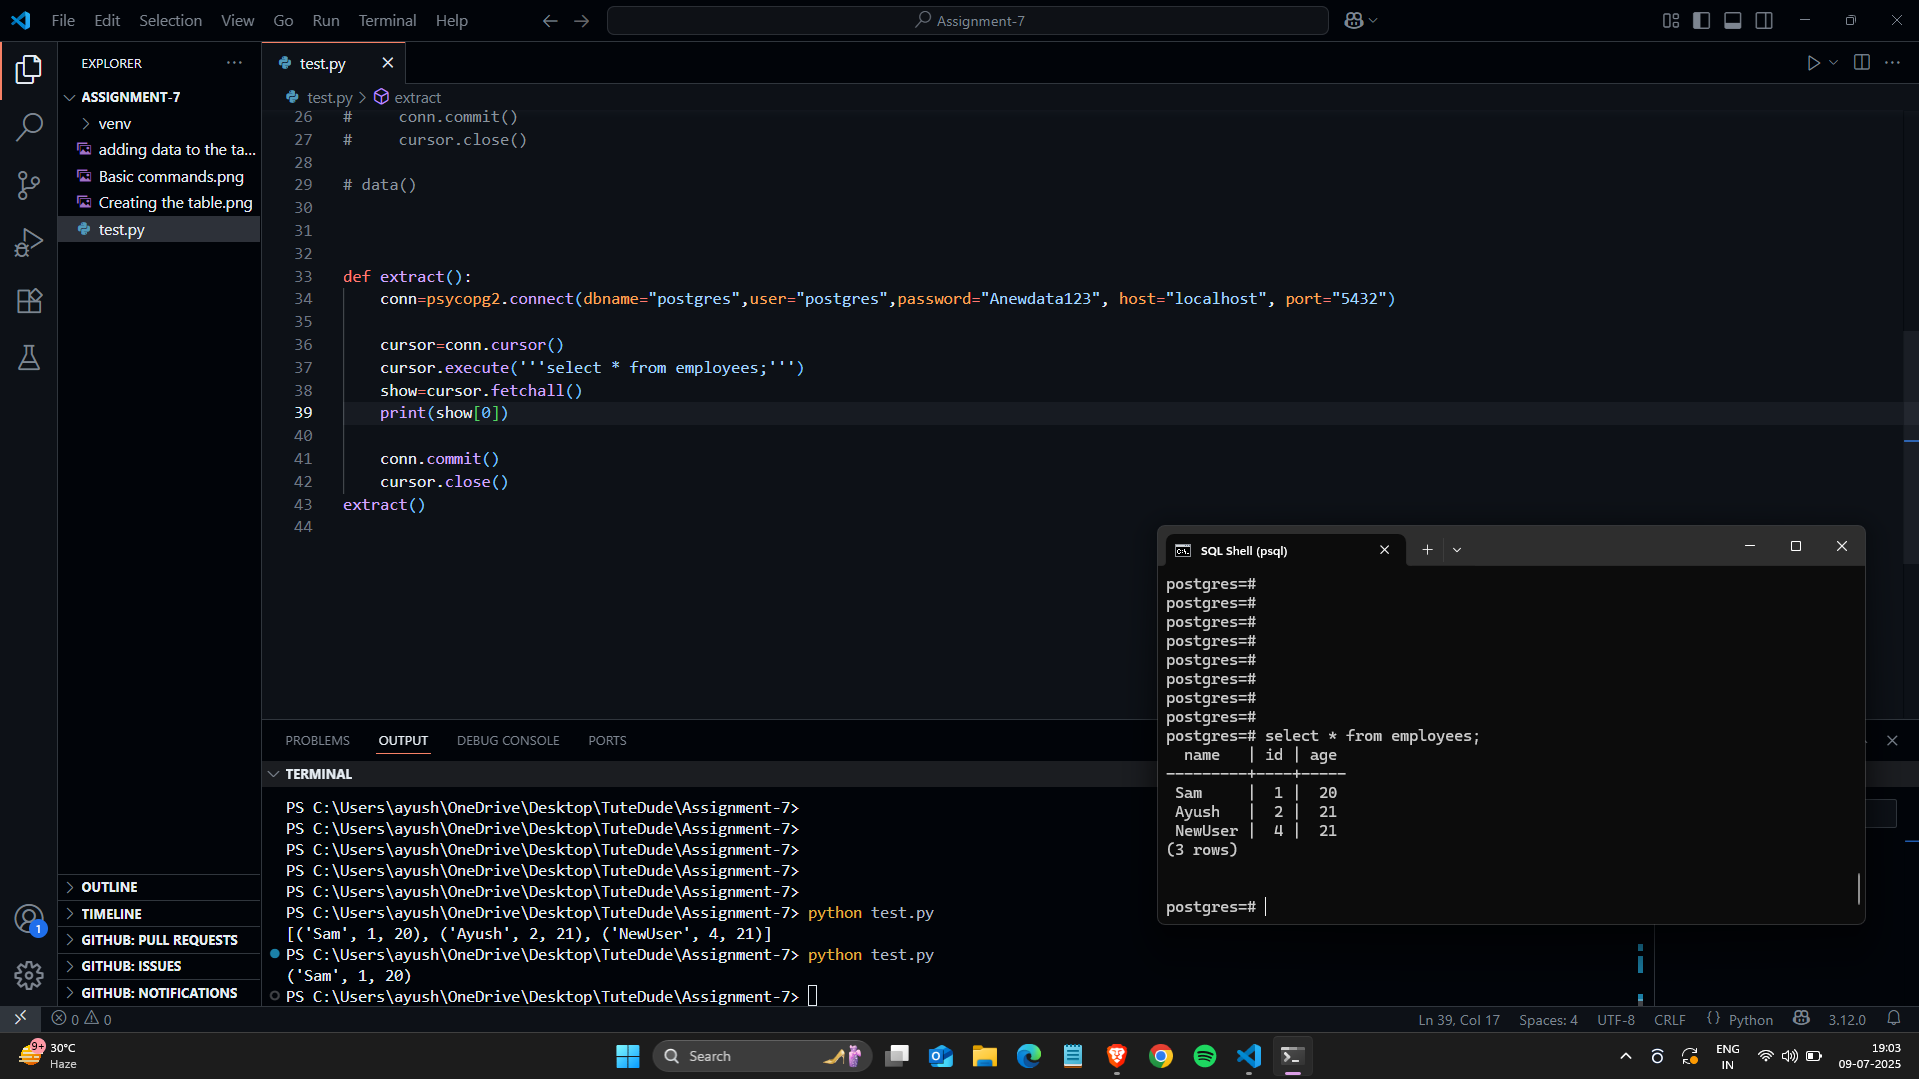 File Edit Selection View Go Run Terminal Help
Assignment-7
EXPLORER
ASSIGNMENT-7
venv
adding data to the ta...
Basic commands.png
Creating the table.png
test.py
OUTLINE
TIMELINE
GITHUB: PULL REQUESTS
GITHUB: ISSUES
GITHUB: NOTIFICATIONS
1
test.py
test.py > extract
26 #     conn.commit()
27 #     cursor.close()
28
29 # data()
30
31
32
33 def extract():
34     conn=psycopg2.connect(dbname="postgres",user="postgres",password="Anewdata123", host="localhost", port="5432")
35
36     cursor=conn.cursor()
37     cursor.execute('''select * from employees;''')
38     show=cursor.fetchall()
39     print(show[0])
40
41     conn.commit()
42     cursor.close()
43 extract()
44
PROBLEMS OUTPUT DEBUG CONSOLE PORTS
TERMINAL
PS C:\Users\ayush\OneDrive\Desktop\TuteDude\Assignment-7>
PS C:\Users\ayush\OneDrive\Desktop\TuteDude\Assignment-7>
PS C:\Users\ayush\OneDrive\Desktop\TuteDude\Assignment-7>
PS C:\Users\ayush\OneDrive\Desktop\TuteDude\Assignment-7>
PS C:\Users\ayush\OneDrive\Desktop\TuteDude\Assignment-7>
PS C:\Users\ayush\OneDrive\Desktop\TuteDude\Assignment-7> python test.py
[('Sam', 1, 20), ('Ayush', 2, 21), ('NewUser', 4, 21)]
PS C:\Users\ayush\OneDrive\Desktop\TuteDude\Assignment-7> python test.py
('Sam', 1, 20)
PS C:\Users\ayush\OneDrive\Desktop\TuteDude\Assignment-7>
SQL Shell (psql)
postgres=#
postgres=#
postgres=#
postgres=#
postgres=#
postgres=#
postgres=#
postgres=#
postgres=# select * from employees;
  name   | id | age
---------+----+-----
 Sam     |  1 |  20
 Ayush   |  2 |  21
 NewUser |  4 |  21
(3 rows)
postgres=#
0 0
Ln 39, Col 17 Spaces: 4 UTF-8 CRLF {} Python 3.12.0
9+
30°C
Haze
Search
ENG
IN
19:03
09-07-2025